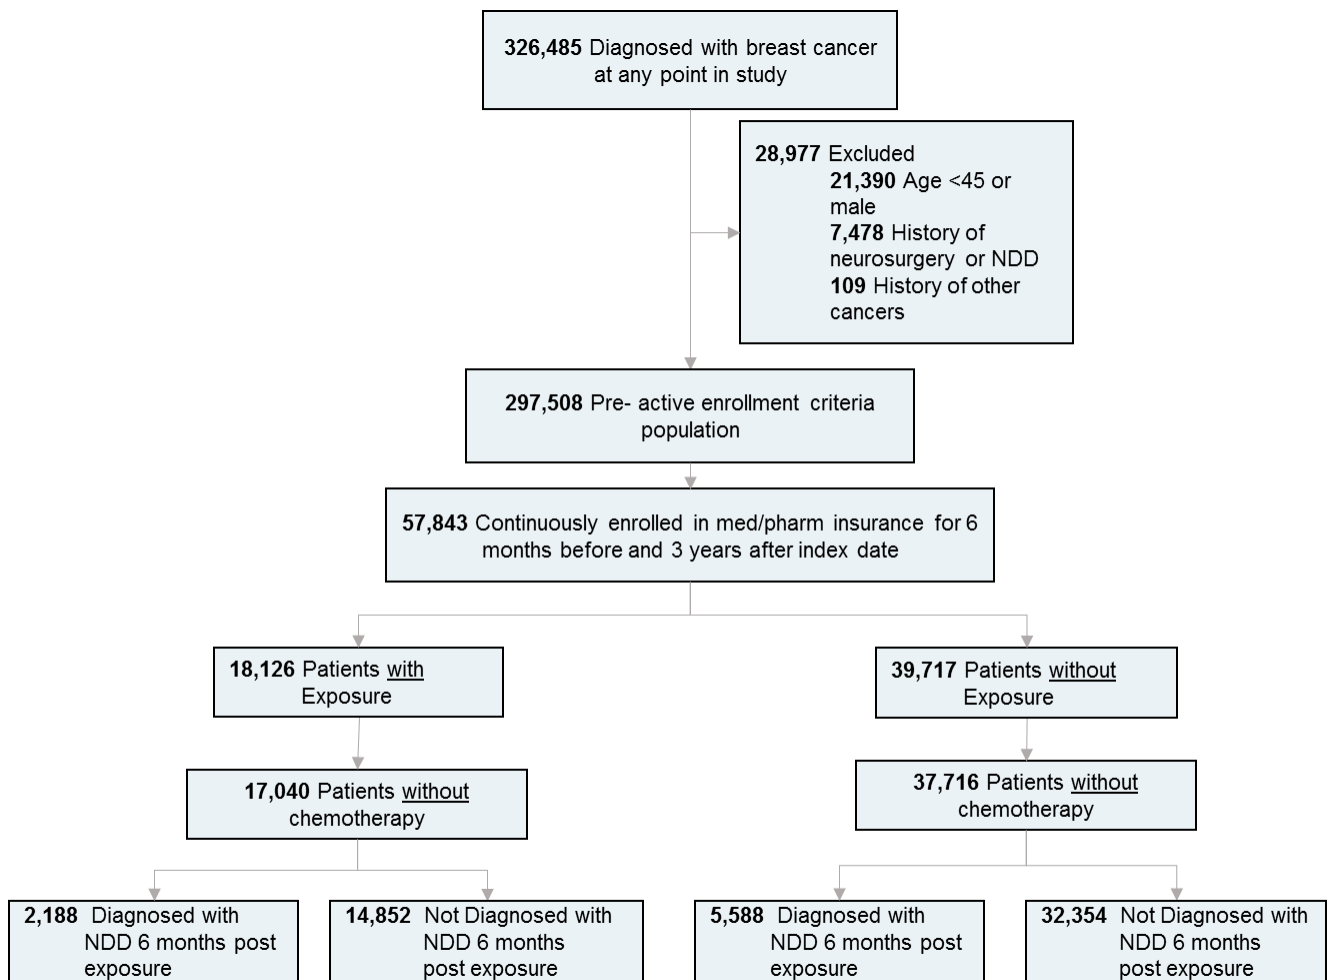 326,485 Diagnosed with breast cancer
at any point in study
28,977 Excluded
21,390 Age <45 or
male
7,478 History of
neurosurgery or NDD
109 History of other
cancers
297,508 Pre- active enrollment criteria
population
57,843 Continuously enrolled in med/pharm insurance for 6
months before and 3 years after index date
18,126 Patients with
Exposure
39,717 Patients without
Exposure
17,040 Patients without
chemotherapy
37,716 Patients without
chemotherapy
2,188 Diagnosed with
NDD 6 months post
exposure
14,852 Not Diagnosed with
NDD 6 months
post exposure
5,588 Diagnosed with
NDD 6 months post
exposure
32,354 Not Diagnosed with
NDD 6 months
post exposure